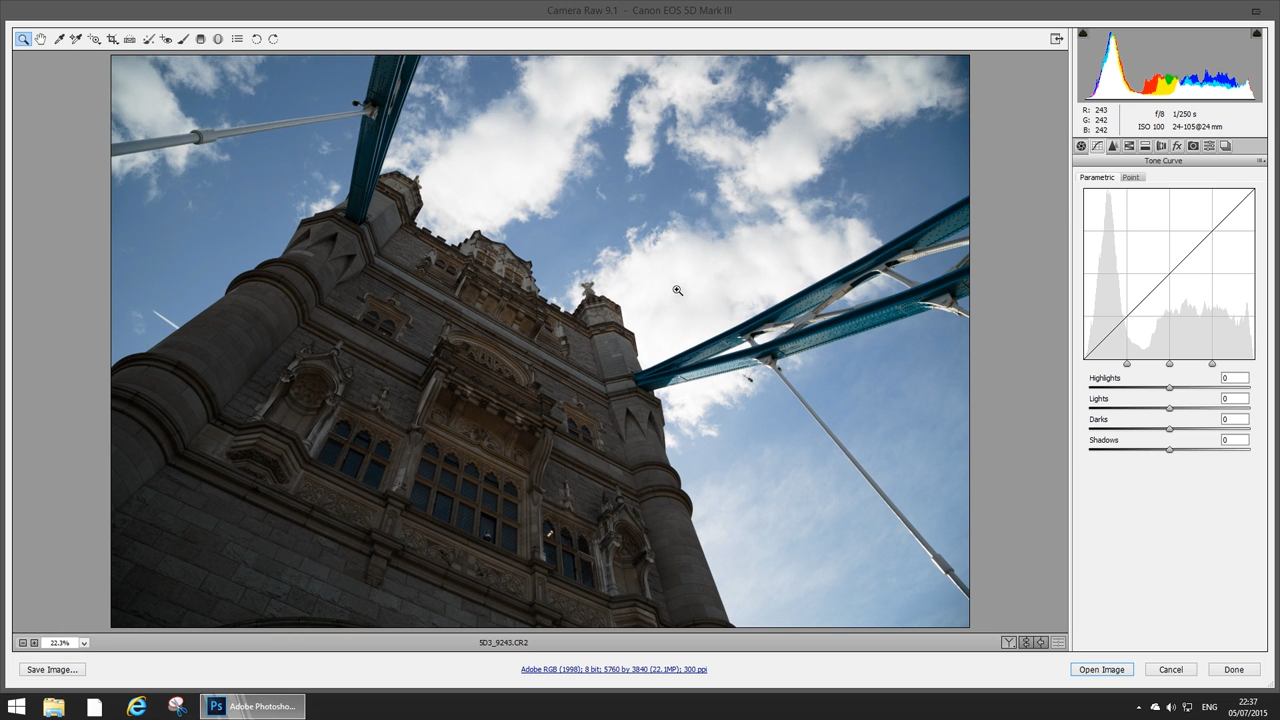 Camera Raw 9.1 - Canon EOS 5D Mark III
R: 243
G: 242
B: 242
f/8 1/250 s
ISO 100 24-105@24 mm
fx
Tone Curve
Parametric Point
Highlights 0
Lights 0
Darks 0
Shadows 0
22.3%
5D3_9243.CR2
Save Image...
Adobe RGB (1998); 8 bit; 5760 by 3840 (22.1MP); 300 ppi
Open Image Cancel Done
Ps Adobe Photosho...
ENG
22:37
05/07/2015